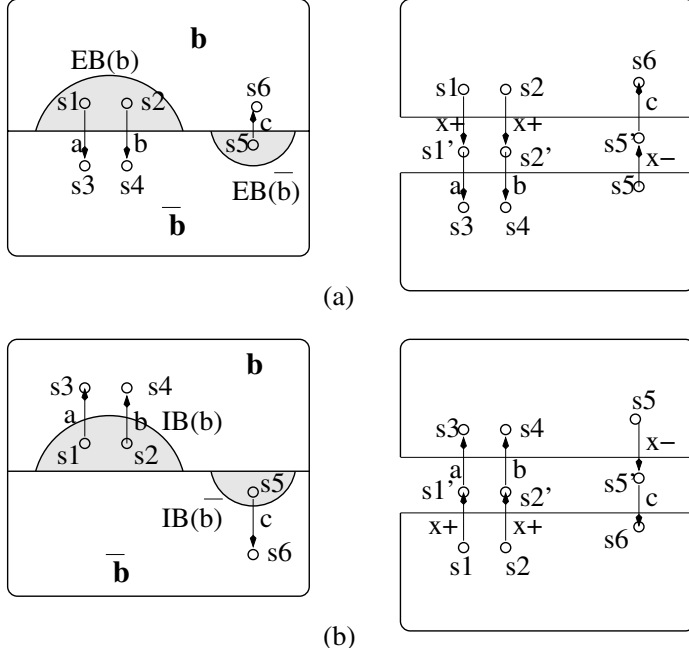 b
EB(b)
s1 s2 s6
a b c
s5
s3 s4
EB(b̅)
b̅
s6
s1 s2
c
x+ x+
s1' s2' s5'
x−
a b
s5
s3 s4
(a)
b
s3 s4
a b IB(b)
s1 s2
s5
IB(b̅)
c
s6
b̅
s5
s3 s4
x−
a b
s5'
s1' s2'
c
x+ x+
s6
s1 s2
(b)